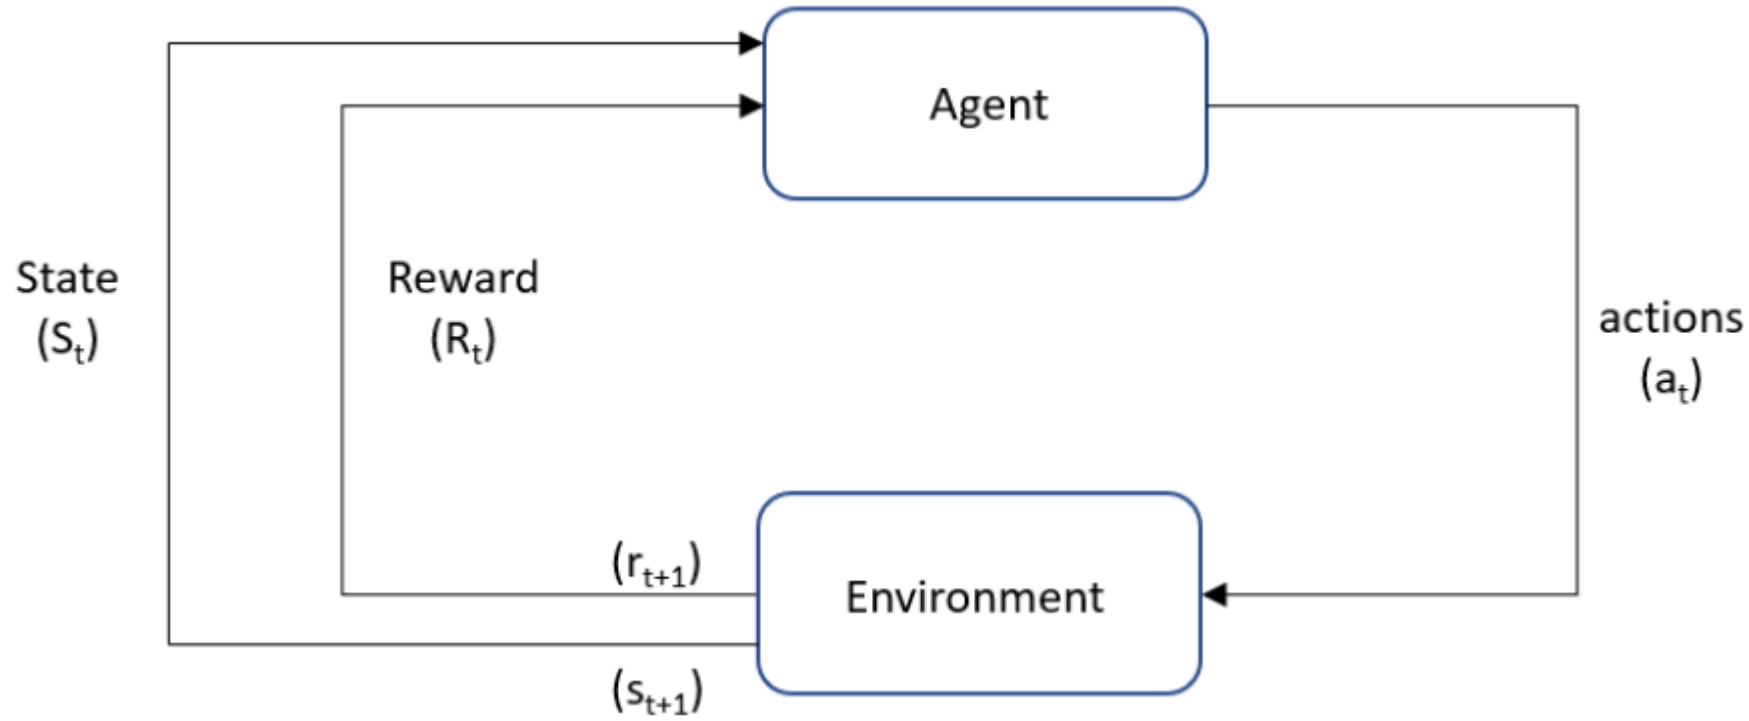 Agent
State
(Sₜ)
Reward
(Rₜ)
actions
(aₜ)
(rₜ₊₁)
Environment
(sₜ₊₁)